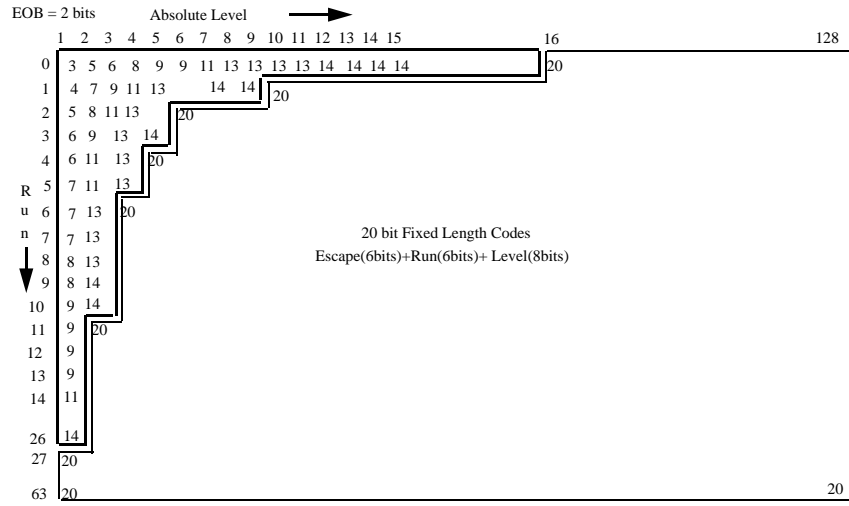 EOB = 2 bits
Absolute Level
1 2 3 4 5 6 7 8 9 10 11 12 13 14 15 16 128
0 3 5 6 8 9 9 11 13 13 13 13 14 14 14 14 20
1 4 7 9 11 13 14 14 20
2 5 8 11 13 20
3 6 9 13 14
4 6 11 13 20
Run
5 7 11 13
6 7 13 20
7 7 13
20 bit Fixed Length Codes
8 8 13
Escape(6bits)+Run(6bits)+ Level(8bits)
9 8 14
10 9 14
11 9 20
12 9
13 9
14 11
26 14
27 20
63 20 20